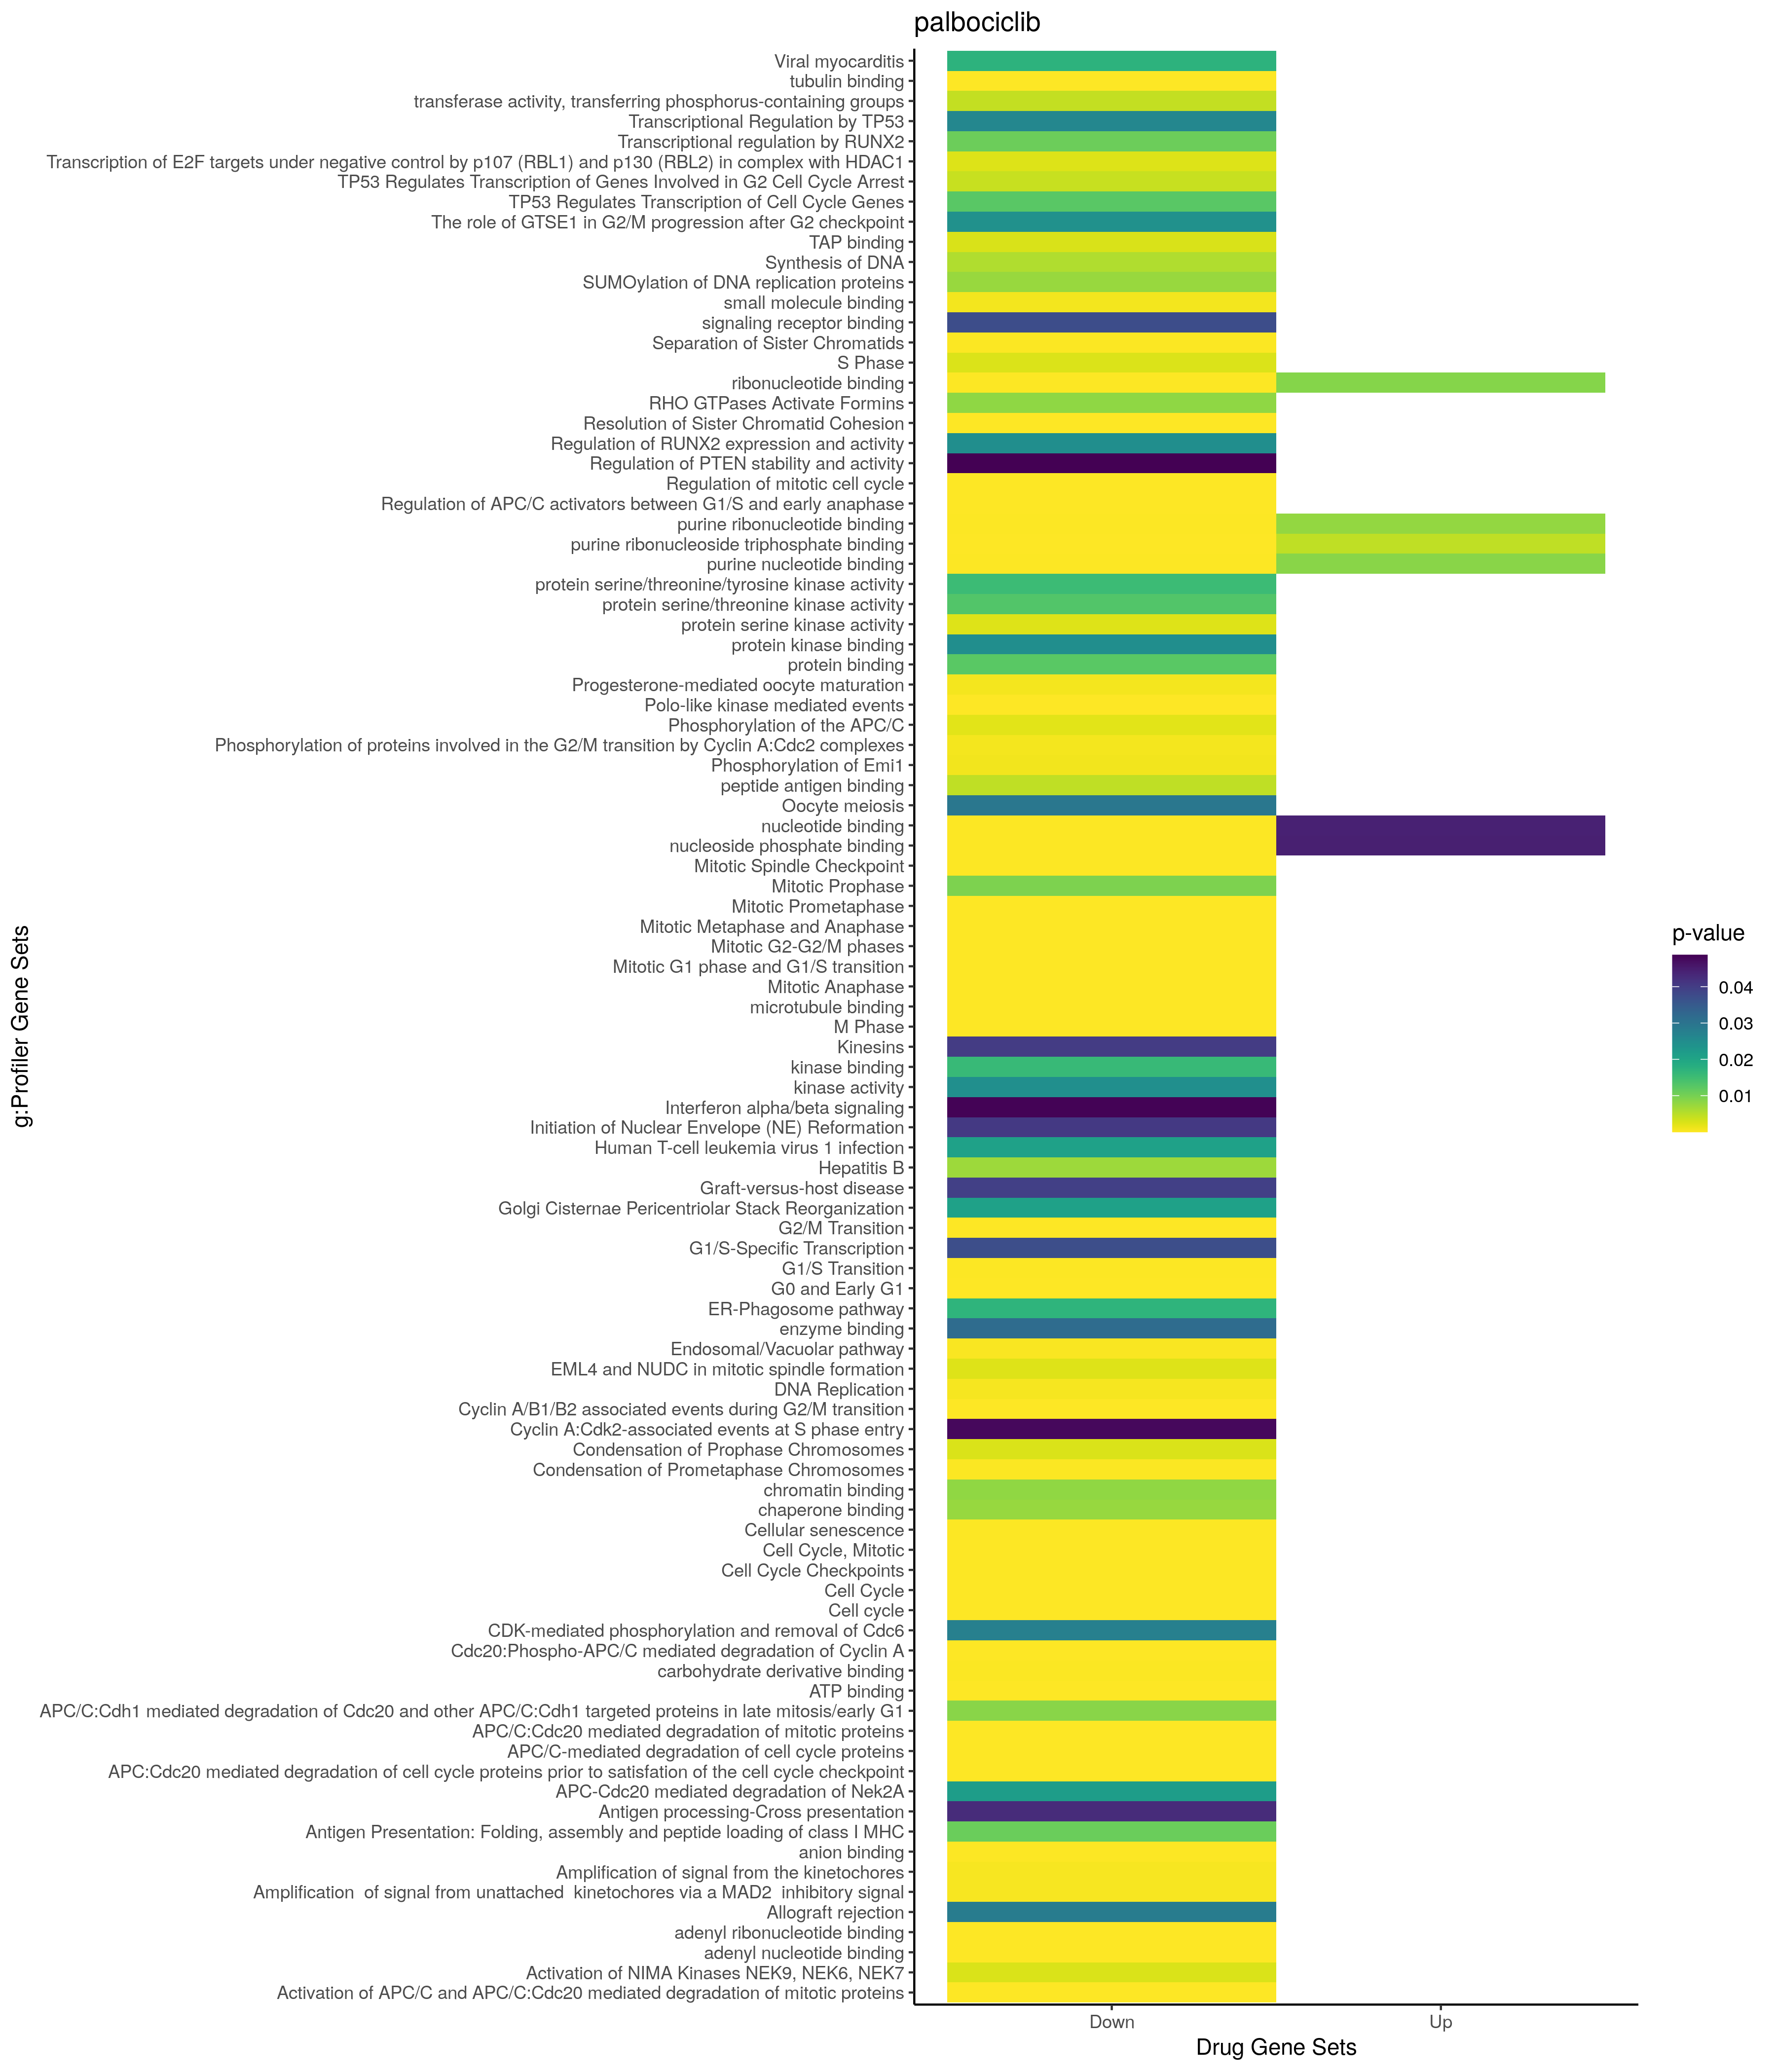 palbociclib
Viral myocarditis
tubulin binding
transferase activity, transferring phosphorus-containing groups
Transcriptional Regulation by TP53
Transcriptional regulation by RUNX2
Transcription of E2F targets under negative control by p107 (RBL1) and p130 (RBL2) in complex with HDAC1
TP53 Regulates Transcription of Genes Involved in G2 Cell Cycle Arrest
TP53 Regulates Transcription of Cell Cycle Genes
The role of GTSE1 in G2/M progression after G2 checkpoint
TAP binding
Synthesis of DNA
SUMOylation of DNA replication proteins
small molecule binding
signaling receptor binding
Separation of Sister Chromatids
S Phase
ribonucleotide binding
RHO GTPases Activate Formins
Resolution of Sister Chromatid Cohesion
Regulation of RUNX2 expression and activity
Regulation of PTEN stability and activity
Regulation of mitotic cell cycle
Regulation of APC/C activators between G1/S and early anaphase
purine ribonucleotide binding
purine ribonucleoside triphosphate binding
purine nucleotide binding
protein serine/threonine/tyrosine kinase activity
protein serine/threonine kinase activity
protein serine kinase activity
protein kinase binding
protein binding
Progesterone-mediated oocyte maturation
Polo-like kinase mediated events
Phosphorylation of the APC/C
Phosphorylation of proteins involved in the G2/M transition by Cyclin A:Cdc2 complexes
Phosphorylation of Emi1
peptide antigen binding
Oocyte meiosis
nucleotide binding
nucleoside phosphate binding
Mitotic Spindle Checkpoint
Mitotic Prophase
Mitotic Prometaphase
Mitotic Metaphase and Anaphase
Mitotic G2-G2/M phases
Mitotic G1 phase and G1/S transition
Mitotic Anaphase
microtubule binding
M Phase
Kinesins
kinase binding
kinase activity
Interferon alpha/beta signaling
Initiation of Nuclear Envelope (NE) Reformation
Human T-cell leukemia virus 1 infection
Hepatitis B
Graft-versus-host disease
Golgi Cisternae Pericentriolar Stack Reorganization
G2/M Transition
G1/S-Specific Transcription
G1/S Transition
G0 and Early G1
ER-Phagosome pathway
enzyme binding
Endosomal/Vacuolar pathway
EML4 and NUDC in mitotic spindle formation
DNA Replication
Cyclin A/B1/B2 associated events during G2/M transition
Cyclin A:Cdk2-associated events at S phase entry
Condensation of Prophase Chromosomes
Condensation of Prometaphase Chromosomes
chromatin binding
chaperone binding
Cellular senescence
Cell Cycle, Mitotic
Cell Cycle Checkpoints
Cell Cycle
Cell cycle
CDK-mediated phosphorylation and removal of Cdc6
Cdc20:Phospho-APC/C mediated degradation of Cyclin A
carbohydrate derivative binding
ATP binding
APC/C:Cdh1 mediated degradation of Cdc20 and other APC/C:Cdh1 targeted proteins in late mitosis/early G1
APC/C:Cdc20 mediated degradation of mitotic proteins
APC/C-mediated degradation of cell cycle proteins
APC:Cdc20 mediated degradation of cell cycle proteins prior to satisfation of the cell cycle checkpoint
APC-Cdc20 mediated degradation of Nek2A
Antigen processing-Cross presentation
Antigen Presentation: Folding, assembly and peptide loading of class I MHC
anion binding
Amplification of signal from the kinetochores
Amplification  of signal from unattached  kinetochores via a MAD2  inhibitory signal
Allograft rejection
adenyl ribonucleotide binding
adenyl nucleotide binding
Activation of NIMA Kinases NEK9, NEK6, NEK7
Activation of APC/C and APC/C:Cdc20 mediated degradation of mitotic proteins
g:Profiler Gene Sets
Down
Up
Drug Gene Sets
p-value
0.04
0.03
0.02
0.01